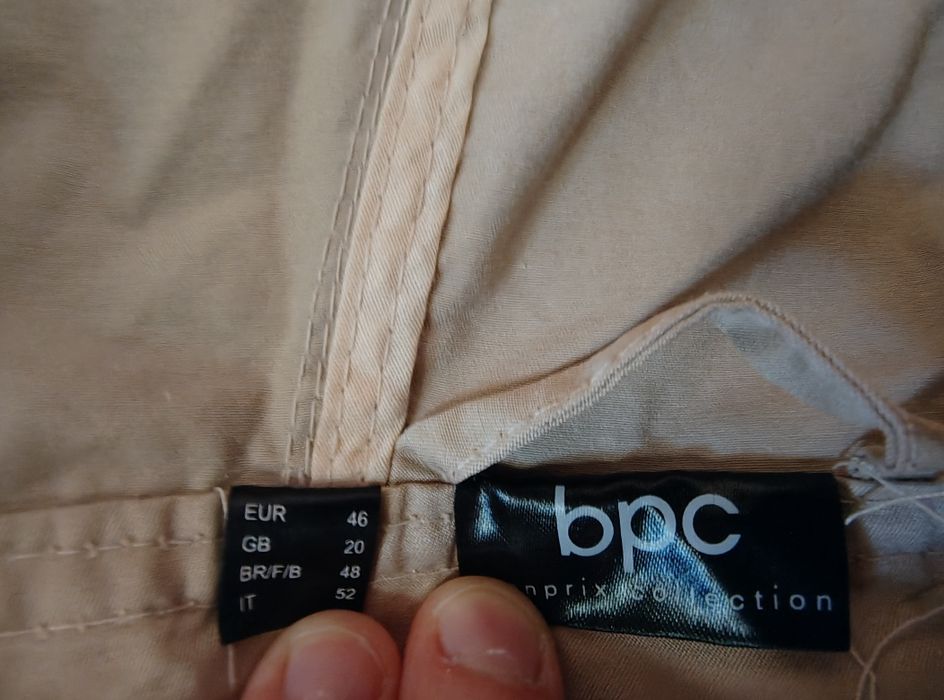 EUR 46
GB 20
BR/F/B 48
IT 52
bpc
nprix collection